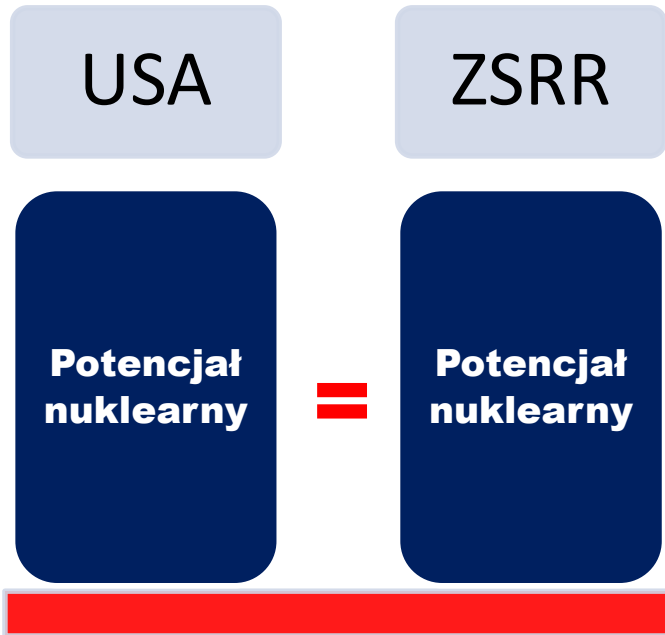 USA
ZSRR
Potencjał
nuklearny
=
Potencjał
nuklearny